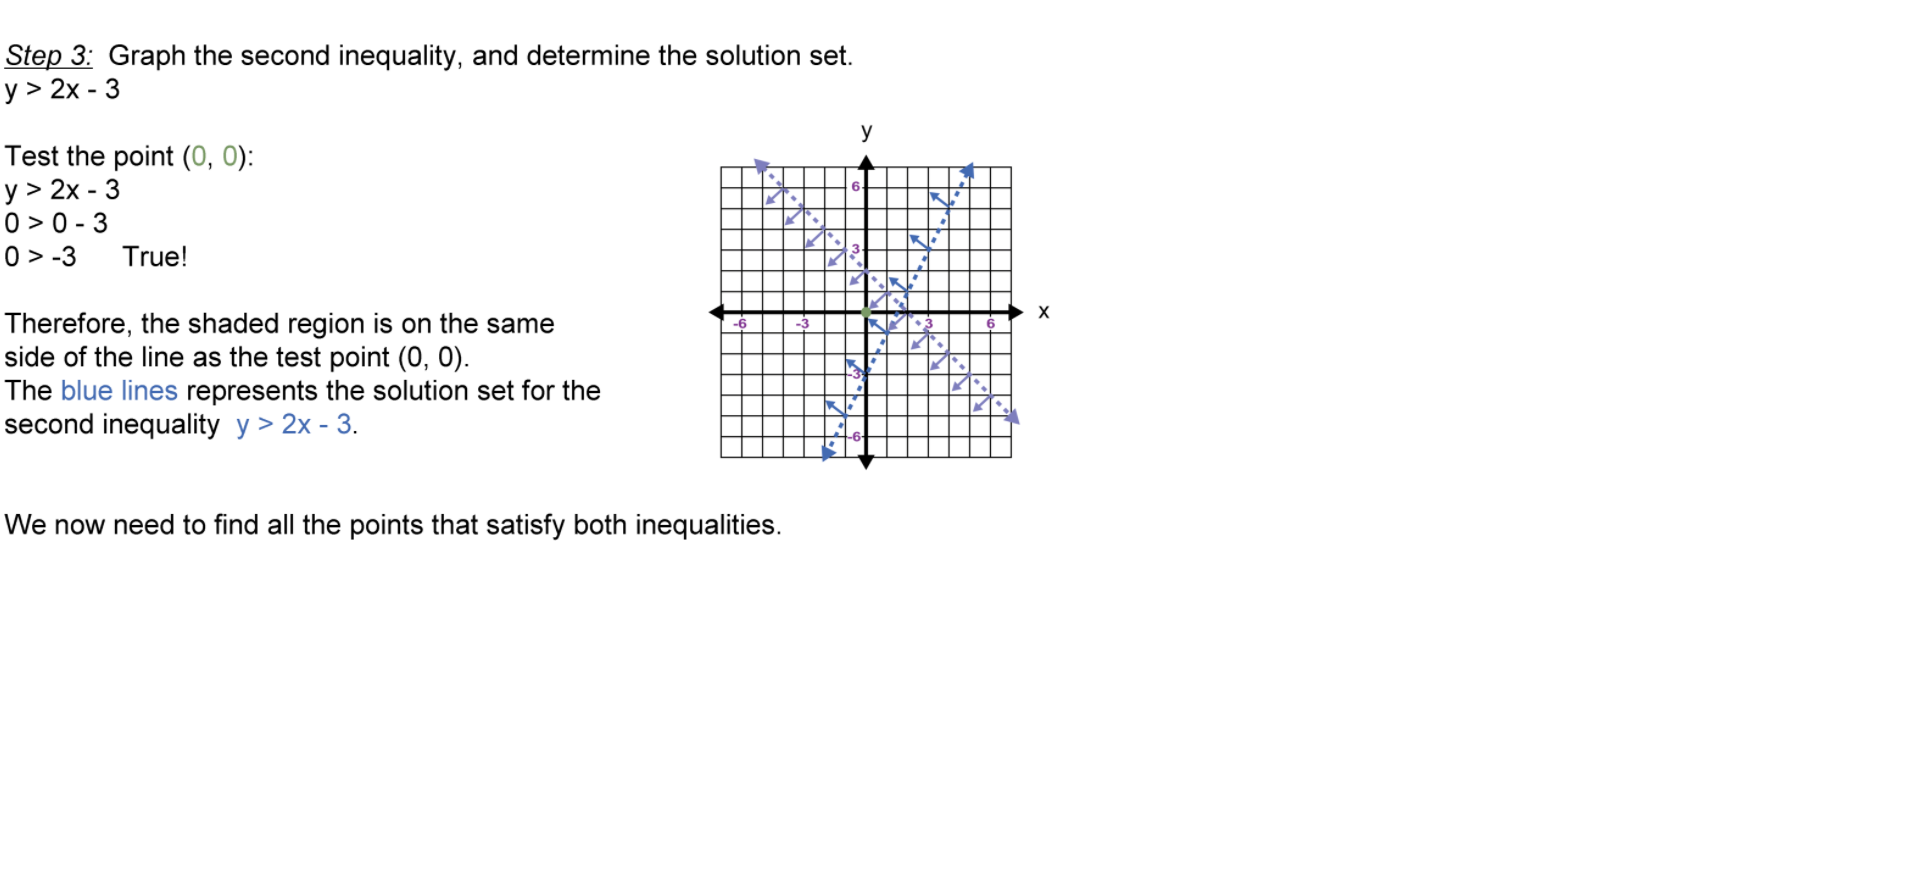 Step 3: Graph the second inequality, and determine the solution set.
y > 2x - 3
Test the point (0, 0):
y > 2x - 3
0 > 0 - 3
0 > -3 True!
Therefore, the shaded region is on the same
side of the line as the test point (0, 0).
The blue lines represents the solution set for the
second inequality y > 2x - 3.
y
6
3
-6 -3 3 6
x
-3
-6
We now need to find all the points that satisfy both inequalities.